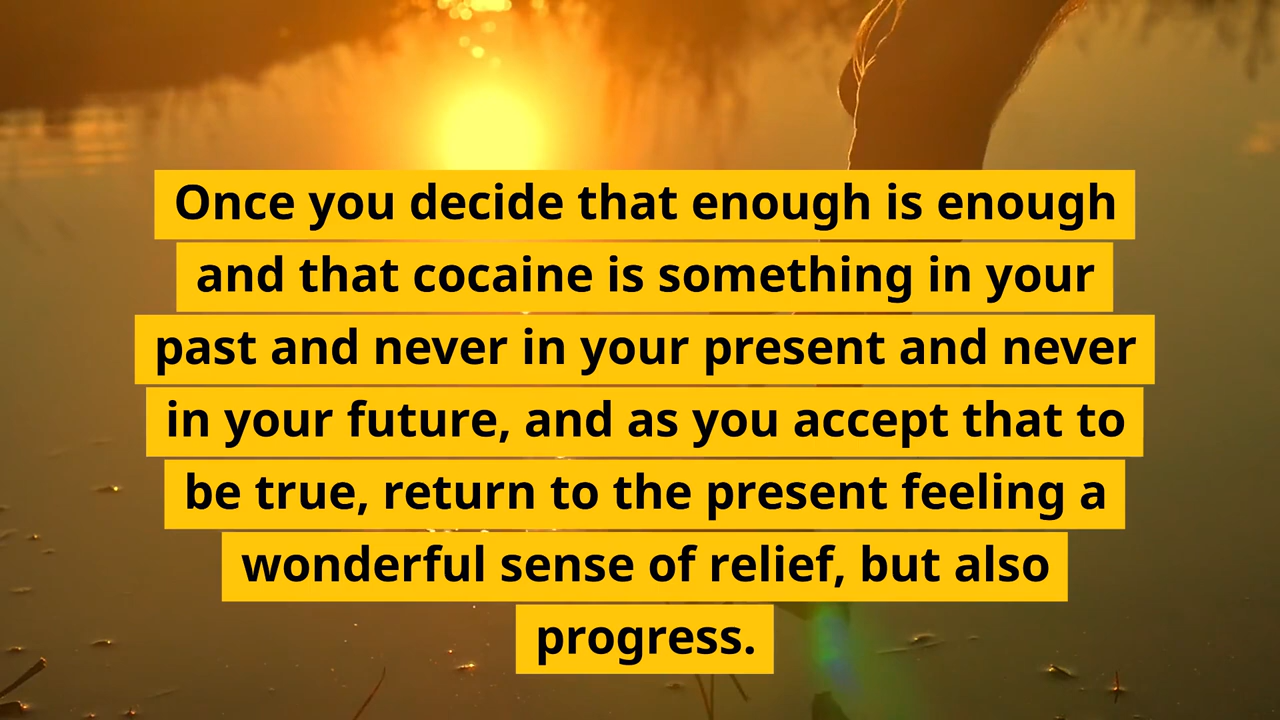 Once you decide that enough is enough
and that cocaine is something in your
past and never in your present and never
in your future, and as you accept that to
be true, return to the present feeling a
wonderful sense of relief, but also
progress.